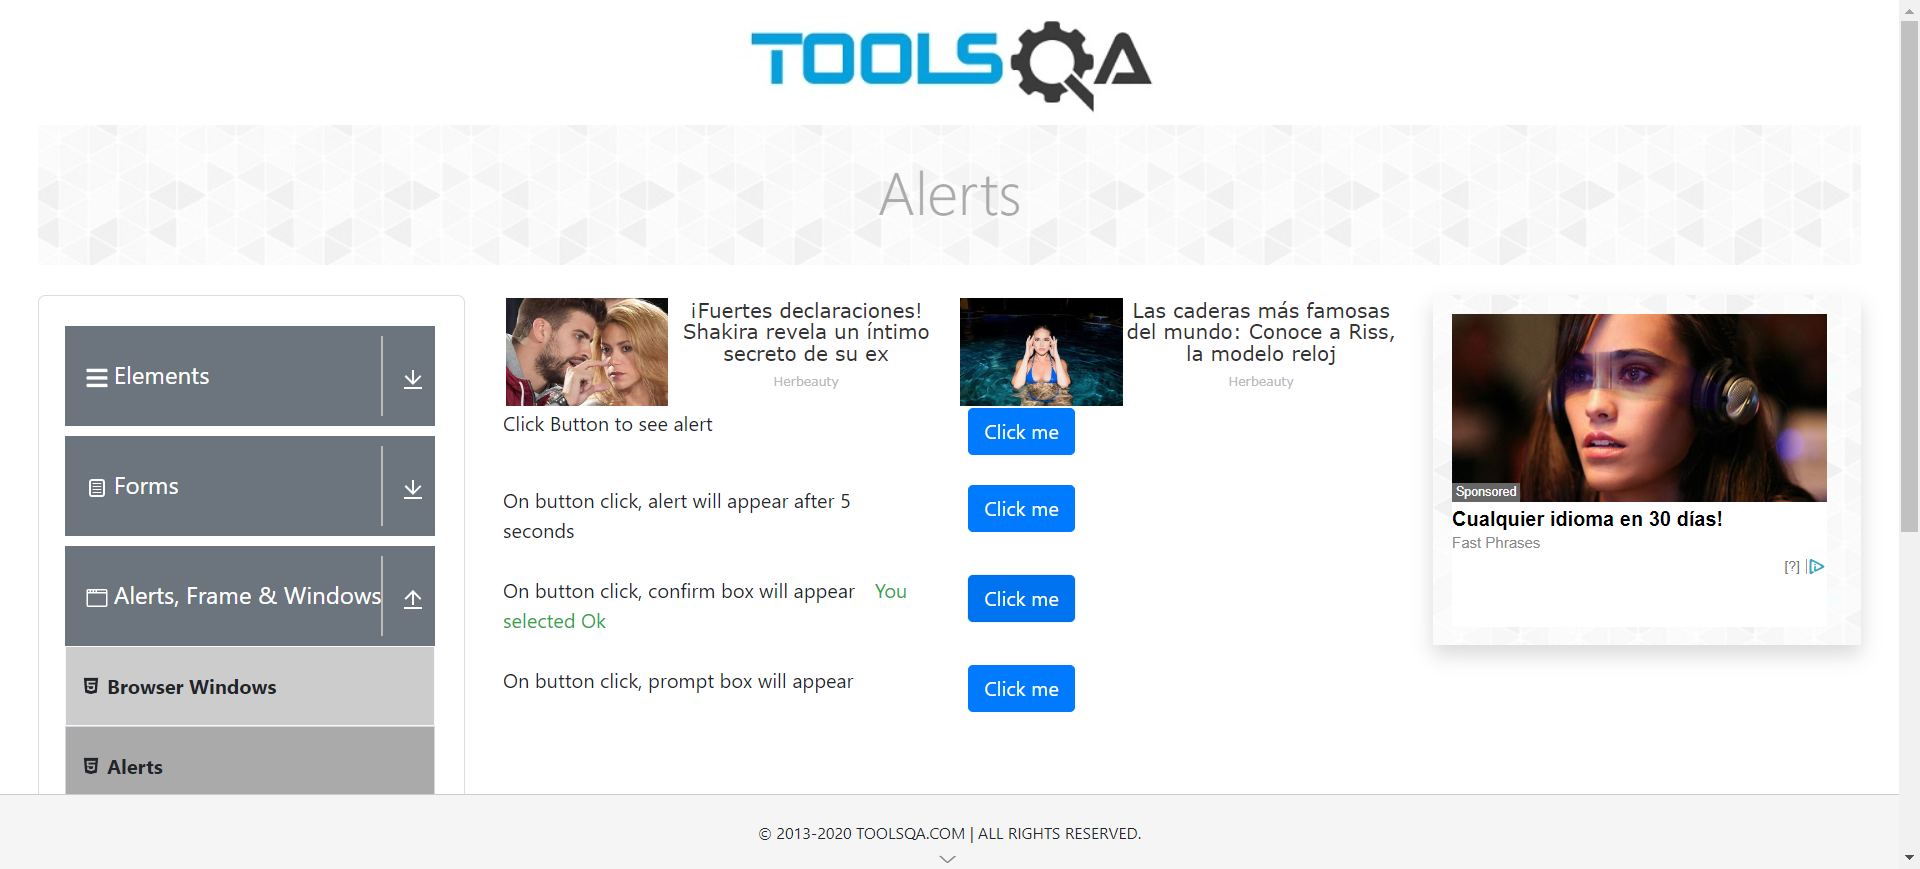 TOOLSQA
Alerts
Elements
Forms
Alerts, Frame & Windows
Browser Windows
Alerts
¡Fuertes declaraciones!
Shakira revela un íntimo
secreto de su ex
Herbeauty
Las caderas más famosas
del mundo: Conoce a Riss,
la modelo reloj
Herbeauty
Click Button to see alert
Click me
On button click, alert will appear after 5
seconds
Click me
On button click, confirm box will appear You
selected Ok
Click me
On button click, prompt box will appear
Click me
Sponsored
Cualquier idioma en 30 días!
Fast Phrases
[?]
© 2013-2020 TOOLSQA.COM | ALL RIGHTS RESERVED.